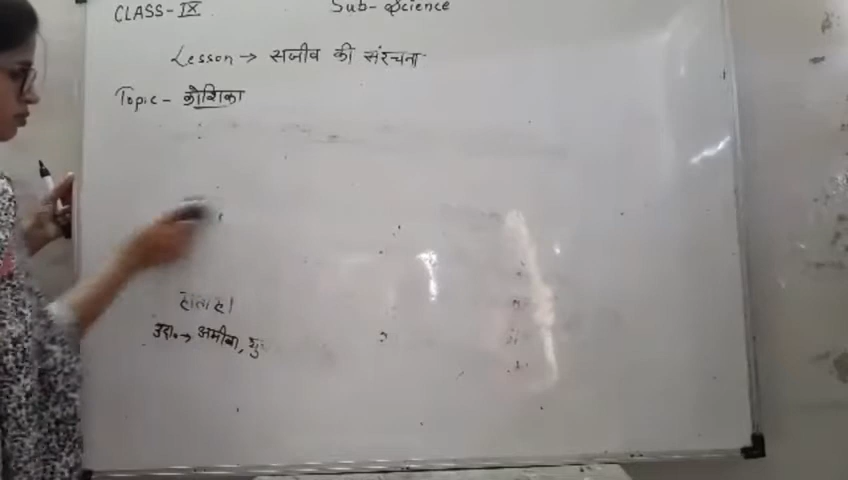 CLASS-IX
Sub-Science
Lesson → सजीव की संरचना
Topic- कोशिका
होता है।
उदा. → अमीबा,